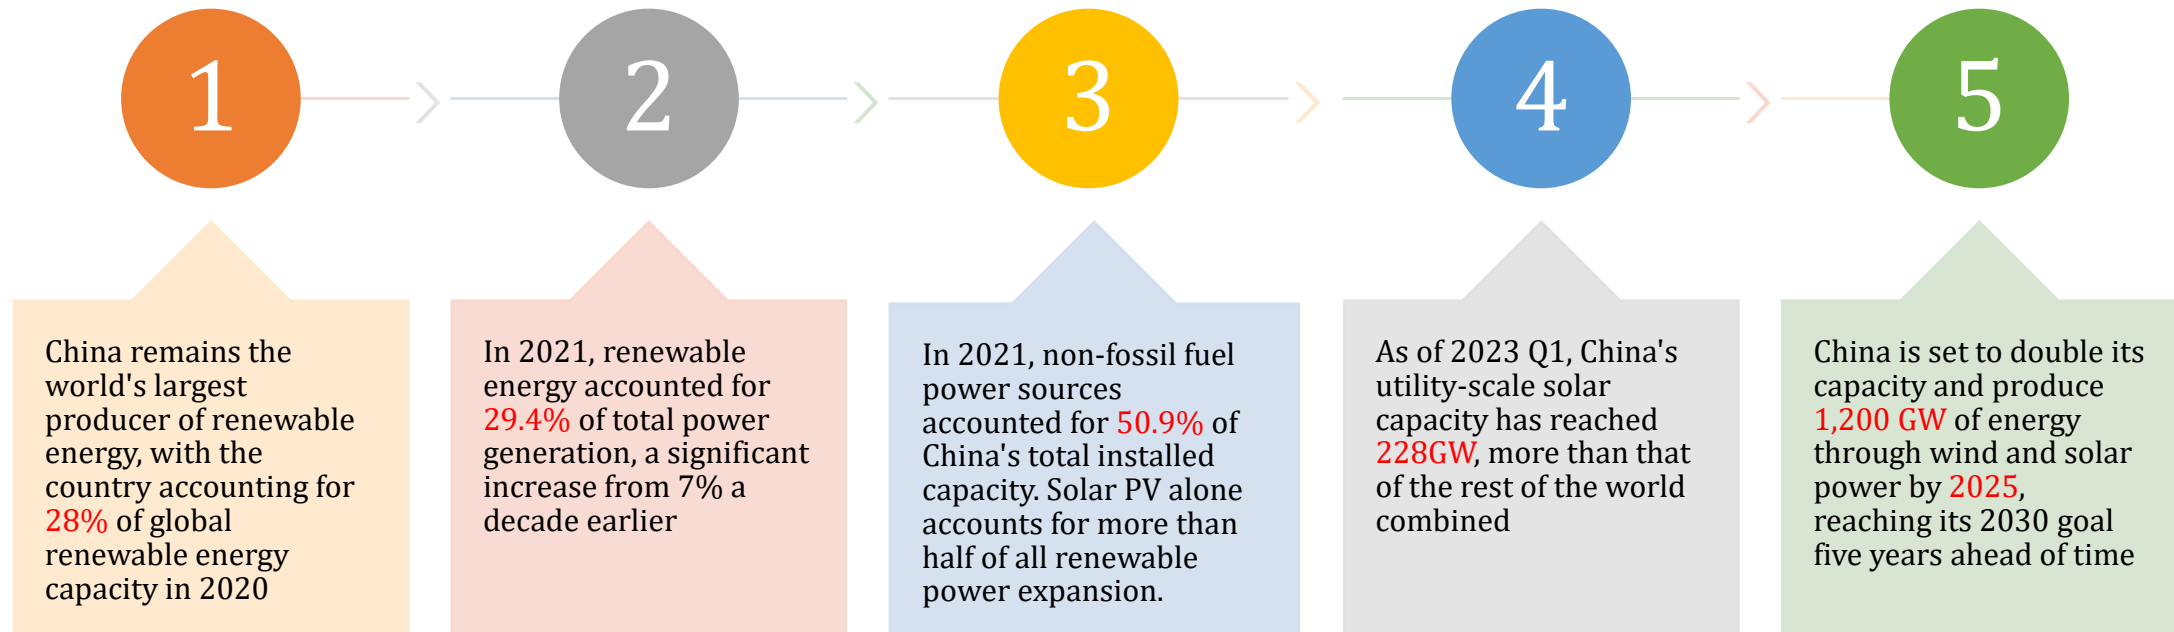 1
2
3
4
5
China remains the
world's largest
producer of renewable
energy, with the
country accounting for
28% of global
renewable energy
capacity in 2020
In 2021, renewable
energy accounted for
29.4% of total power
generation, a significant
increase from 7% a
decade earlier
In 2021, non-fossil fuel
power sources
accounted for 50.9% of
China's total installed
capacity. Solar PV alone
accounts for more than
half of all renewable
power expansion.
As of 2023 Q1, China's
utility-scale solar
capacity has reached
228GW, more than that
of the rest of the world
combined
China is set to double its
capacity and produce
1,200 GW of energy
through wind and solar
power by 2025,
reaching its 2030 goal
five years ahead of time